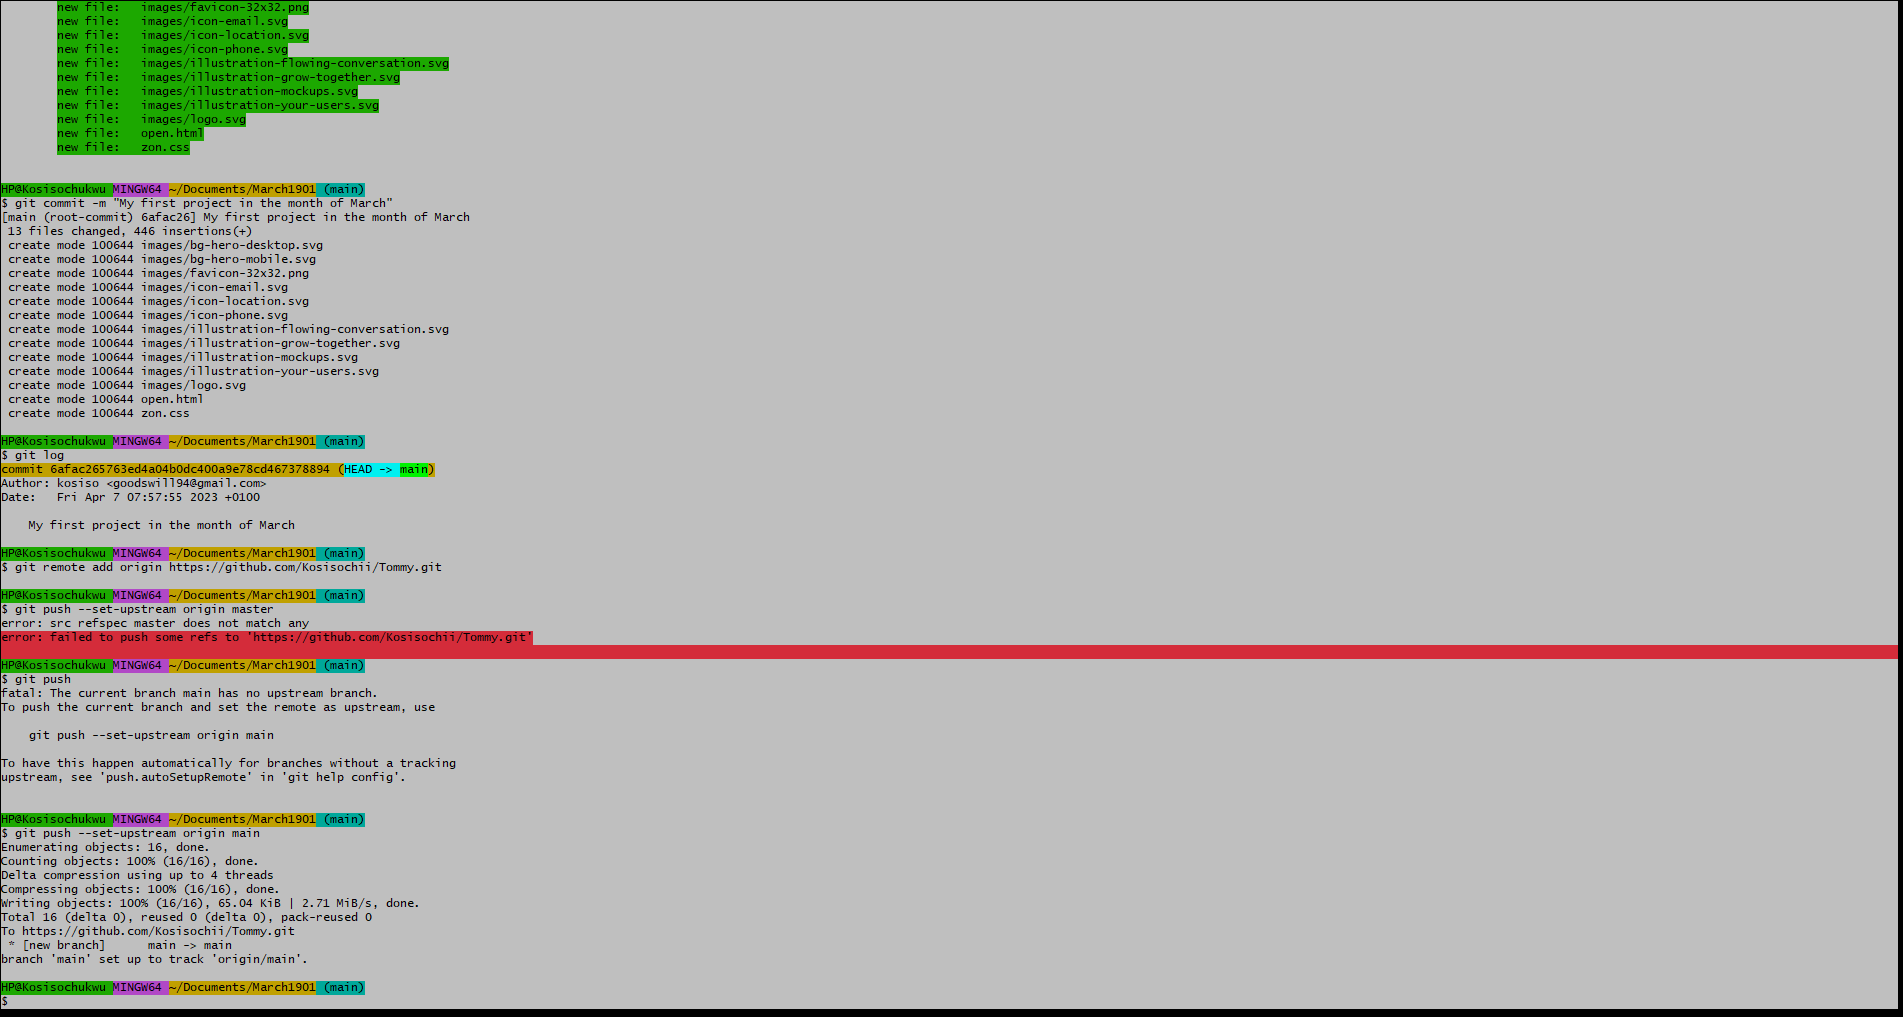 new file:   images/favicon-32x32.png
new file:   images/icon-email.svg
new file:   images/icon-location.svg
new file:   images/icon-phone.svg
new file:   images/illustration-flowing-conversation.svg
new file:   images/illustration-grow-together.svg
new file:   images/illustration-mockups.svg
new file:   images/illustration-your-users.svg
new file:   images/logo.svg
new file:   open.html
new file:   zon.css
HP@Kosisochukwu MINGW64 ~/Documents/March1901 (main)
$ git commit -m "My first project in the month of March"
[main (root-commit) 6afac26] My first project in the month of March
 13 files changed, 446 insertions(+)
 create mode 100644 images/bg-hero-desktop.svg
 create mode 100644 images/bg-hero-mobile.svg
 create mode 100644 images/favicon-32x32.png
 create mode 100644 images/icon-email.svg
 create mode 100644 images/icon-location.svg
 create mode 100644 images/icon-phone.svg
 create mode 100644 images/illustration-flowing-conversation.svg
 create mode 100644 images/illustration-grow-together.svg
 create mode 100644 images/illustration-mockups.svg
 create mode 100644 images/illustration-your-users.svg
 create mode 100644 images/logo.svg
 create mode 100644 open.html
 create mode 100644 zon.css
HP@Kosisochukwu MINGW64 ~/Documents/March1901 (main)
$ git log
commit 6afac265763ed4a04b0dc400a9e78cd467378894 (HEAD -> main)
Author: kosiso <goodswill94@gmail.com>
Date:   Fri Apr 7 07:57:55 2023 +0100
    My first project in the month of March
HP@Kosisochukwu MINGW64 ~/Documents/March1901 (main)
$ git remote add origin https://github.com/Kosisochii/Tommy.git
HP@Kosisochukwu MINGW64 ~/Documents/March1901 (main)
$ git push --set-upstream origin master
error: src refspec master does not match any
error: failed to push some refs to 'https://github.com/Kosisochii/Tommy.git'
HP@Kosisochukwu MINGW64 ~/Documents/March1901 (main)
$ git push
fatal: The current branch main has no upstream branch.
To push the current branch and set the remote as upstream, use
    git push --set-upstream origin main
To have this happen automatically for branches without a tracking
upstream, see 'push.autoSetupRemote' in 'git help config'.
HP@Kosisochukwu MINGW64 ~/Documents/March1901 (main)
$ git push --set-upstream origin main
Enumerating objects: 16, done.
Counting objects: 100% (16/16), done.
Delta compression using up to 4 threads
Compressing objects: 100% (16/16), done.
Writing objects: 100% (16/16), 65.04 KiB | 2.71 MiB/s, done.
Total 16 (delta 0), reused 0 (delta 0), pack-reused 0
To https://github.com/Kosisochii/Tommy.git
 * [new branch]      main -> main
branch 'main' set up to track 'origin/main'.
HP@Kosisochukwu MINGW64 ~/Documents/March1901 (main)
$